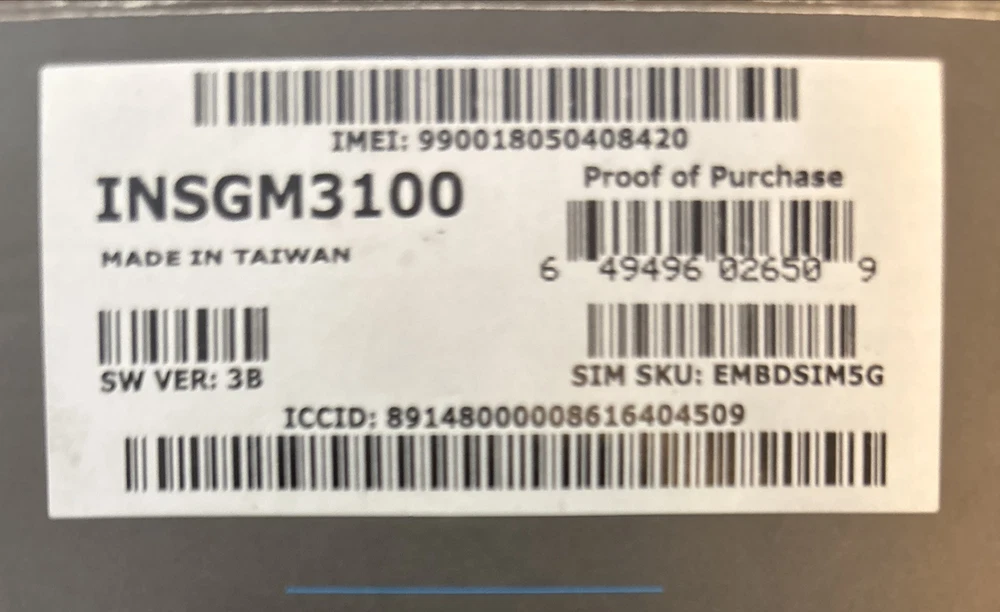 IMEI: 990018050408420
INSGM3100
MADE IN TAIWAN
Proof of Purchase
6 49496 02650 9
SW VER: 3B
SIM SKU: EMBDSIM5G
ICCID: 89148000008616404509